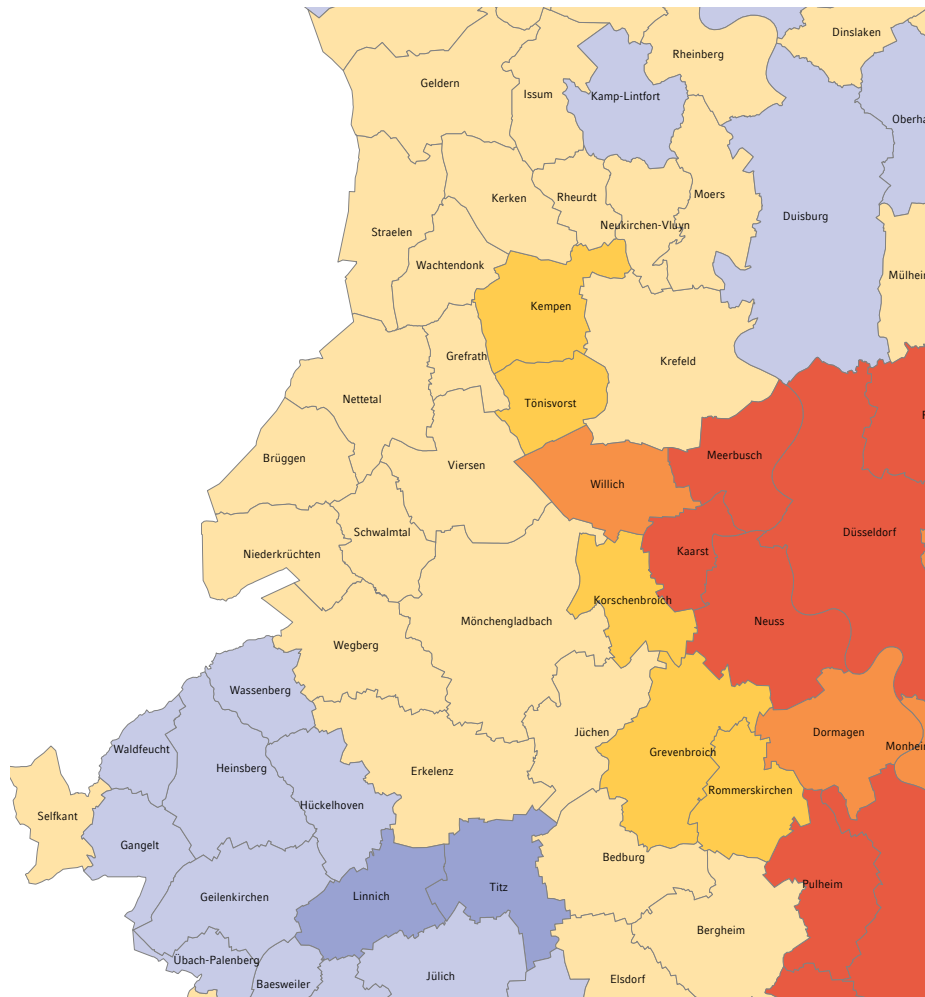 Dinslaken
Rheinberg
Geldern
Issum
Kamp-Lintfort
Oberha
Moers
Kerken
Rheurdt
Duisburg
Neukirchen-Vluyn
Straelen
Wachtendonk
Mülhein
Kempen
Grefrath
Krefeld
Nettetal
Tönisvorst
Meerbusch
Brüggen
Viersen
Willich
Schwalmtal
Düsseldorf
Niederkrüchten
Kaarst
Korschenbroich
Mönchengladbach
Neuss
Wegberg
Wassenberg
Jüchen
Dormagen
Waldfeucht
Grevenbroich
Monhein
Heinsberg
Erkelenz
Rommerskirchen
Hückelhoven
Selfkant
Gangelt
Bedburg
Pulheim
Titz
Linnich
Geilenkirchen
Bergheim
Übach-Palenberg
Jülich
Elsdorf
Baesweiler